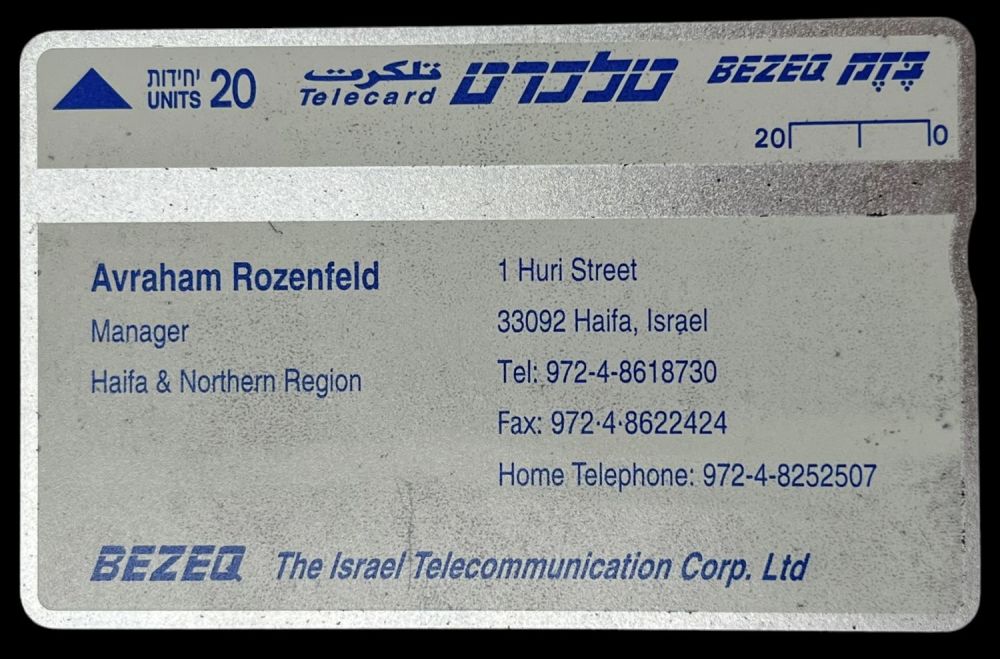 יחידות
UNITS 20
تلكرت
Telecard
טלכרט
BEZEQ בֶּזֶק
20 0
Avraham Rozenfeld
Manager
Haifa & Northern Region
1 Huri Street
33092 Haifa, Israel
Tel: 972-4-8618730
Fax: 972·4·8622424
Home Telephone: 972-4-8252507
BEZEQ The Israel Telecommunication Corp. Ltd